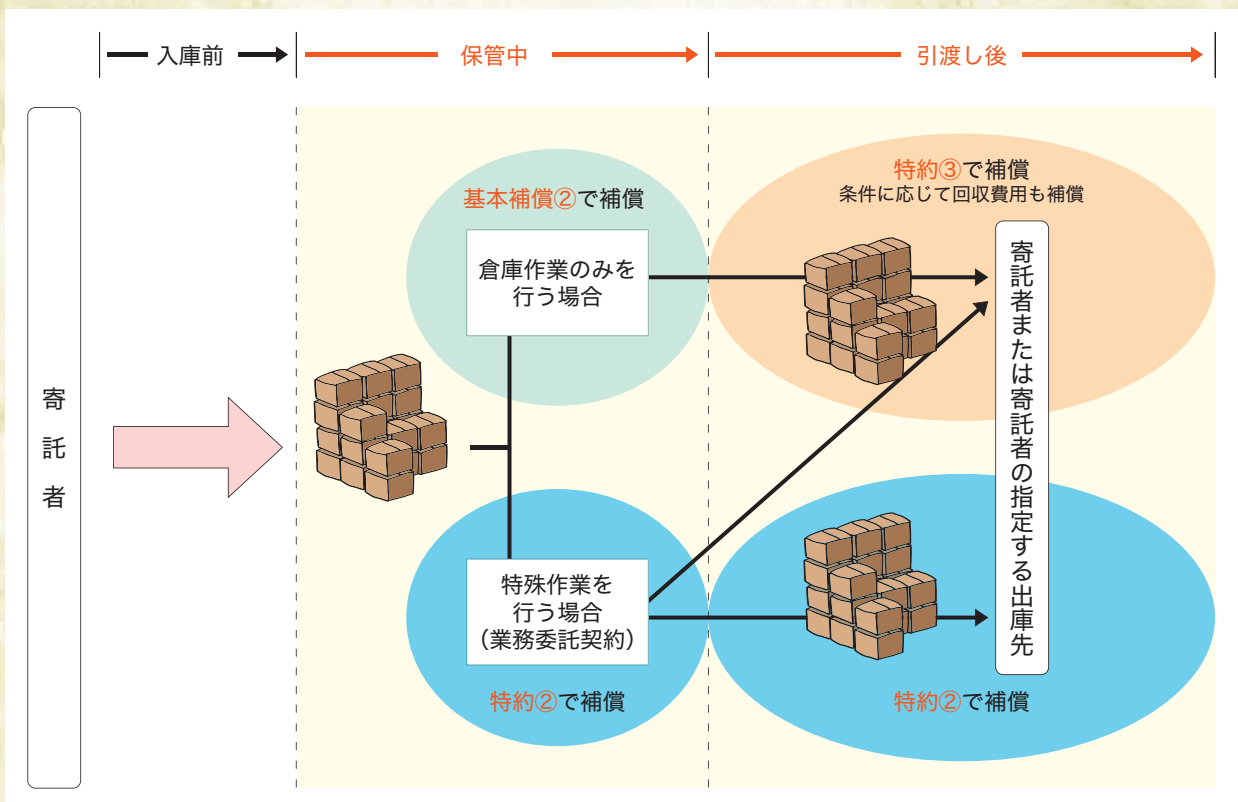 入庫前
保管中
引渡し後
寄託者
基本補償②で補償
倉庫作業のみを
行う場合
特殊作業を
行う場合
（業務委託契約）
特約②で補償
特約③で補償
条件に応じて回収費用も補償
寄託者または寄託者の指定する出庫先
特約②で補償